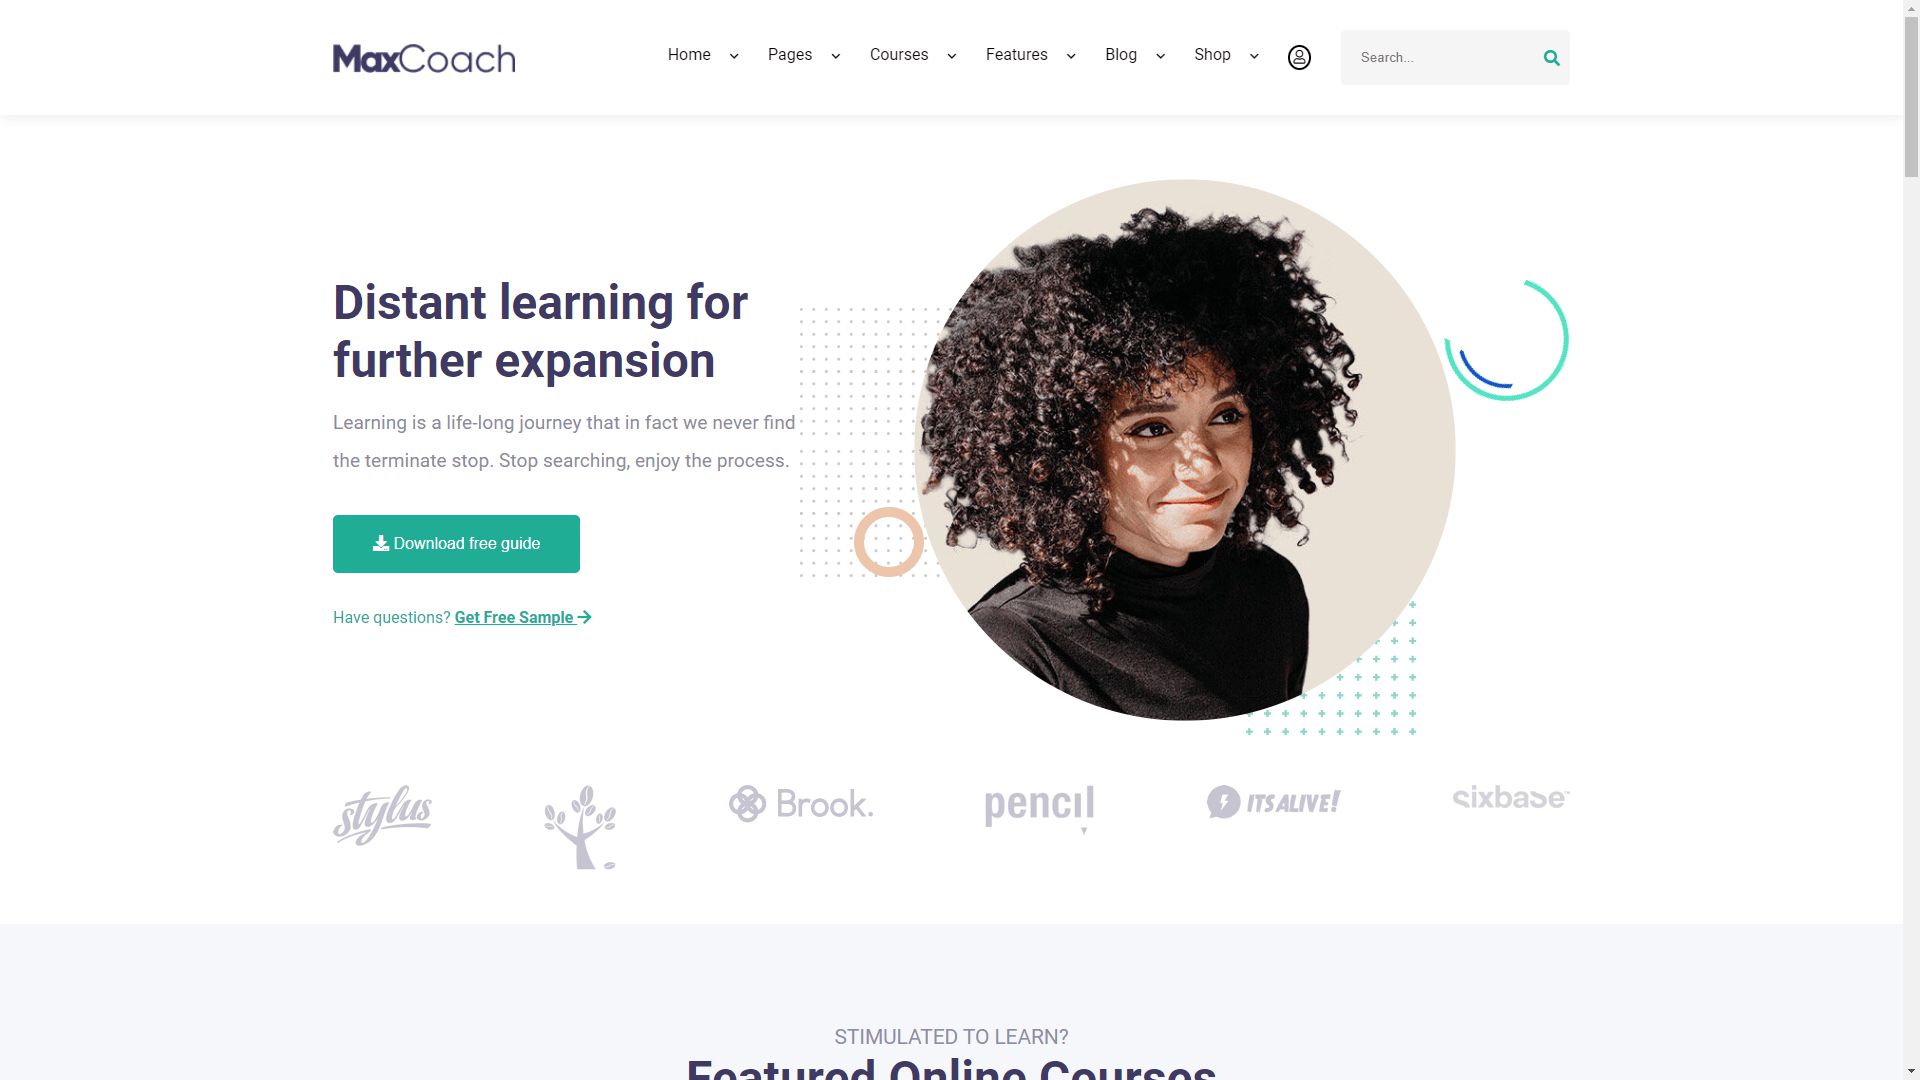 MaxCoach
Home Pages Courses Features Blog Shop
Search...
Distant learning for
further expansion
Learning is a life-long journey that in fact we never find
the terminate stop. Stop searching, enjoy the process.
Download free guide
Have questions? Get Free Sample
stylus
Brook.
pencil
IT'S ALIVE!
sixbase™
STIMULATED TO LEARN?
Featured Online Courses